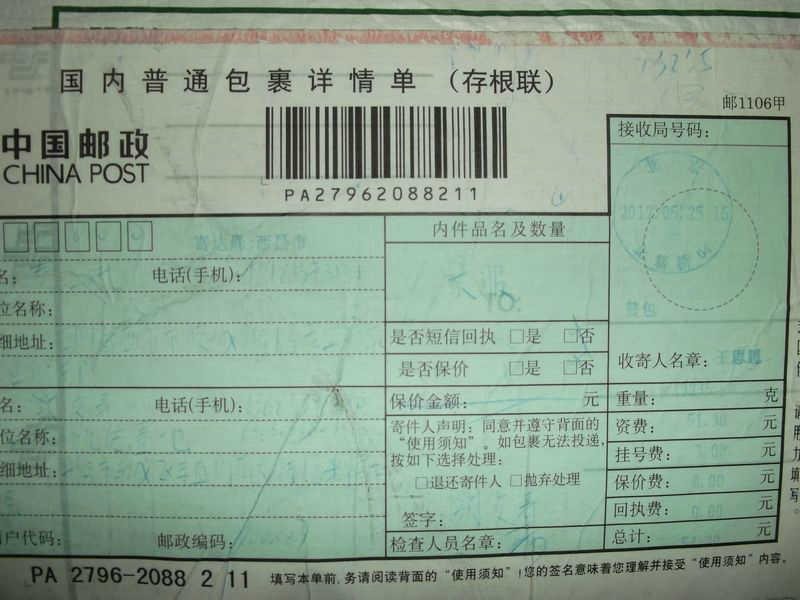 国内普通包裹详情单 (存根联)
邮1106甲
中国邮政
CHINA POST
PA27962088211
接收局号码:
内件品名及数量
名: 电话(手机):
位名称:
细地址:
是否短信回执 □是 □否
是否保价 □是 □否
收寄人名章:
保价金额: 元
重量: 克
名: 电话(手机):
位名称:
细地址:
寄件人声明:同意并遵守背面的
“使用须知”。如包裹无法投递,
按如下选择处理:
□退还寄件人 □抛弃处理
签字:
资费: 元
挂号费: 元
保价费: 元
回执费: 元
总计: 元
户代码: 邮政编码:
检查人员名章:
PA 2796-2088 2 11
填写本单前,务请阅读背面的“使用须知”!您的签名意味着您理解并接受“使用须知”内容。